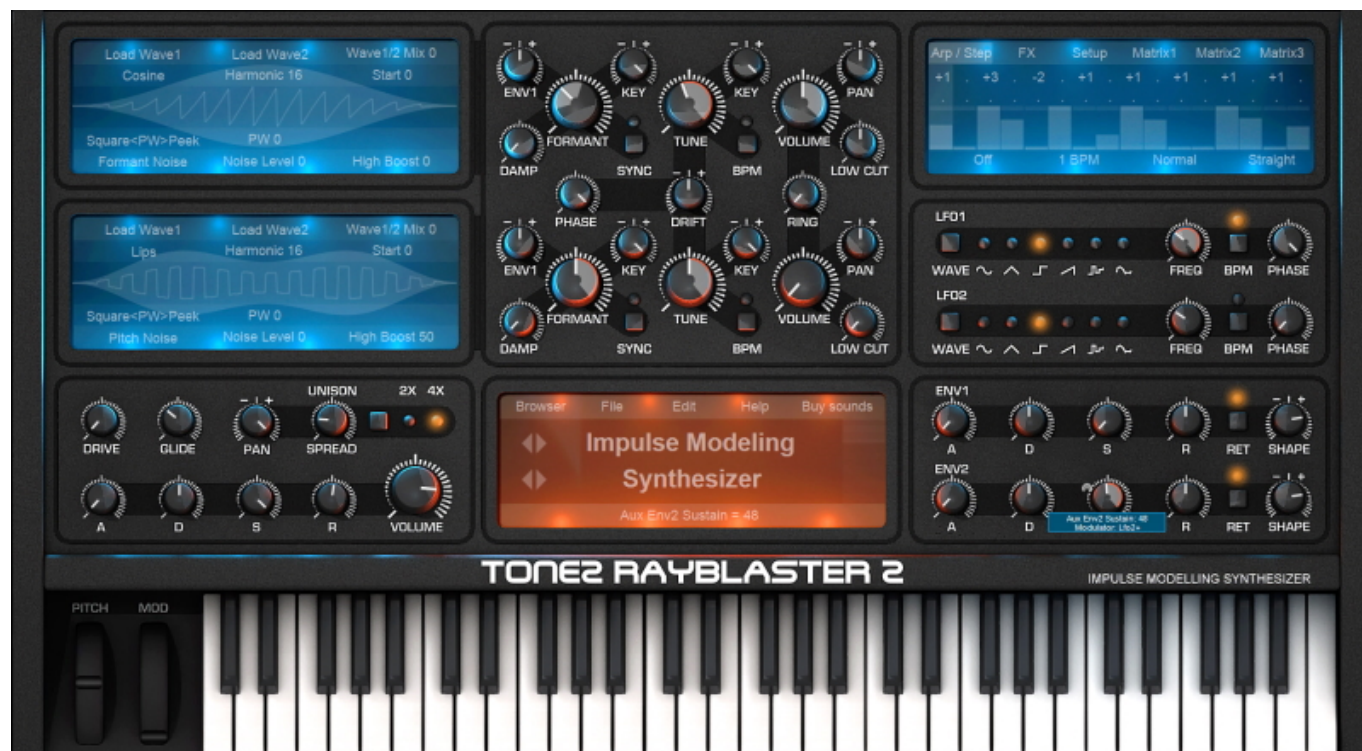 Load Wave1 Load Wave2 Wave1/2 Mix 0
Cosine Harmonic 16 Start 0
Square<PW>Peek PW 0
Formant Noise Noise Level 0 High Boost 0
Load Wave1 Load Wave2 Wave1/2 Mix 0
Lips Harmonic 16 Start 0
Square<PW>Peek PW 0
Pitch Noise Noise Level 0 High Boost 50
ENV1 KEY KEY PAN
FORMANT TUNE VOLUME
DAMP SYNC BPM LOW CUT
PHASE DRIFT RING
ENV1 KEY KEY PAN
FORMANT TUNE VOLUME
DAMP SYNC BPM LOW CUT
Arp / Step FX Setup Matrix1 Matrix2 Matrix3
+1 +3 -2 +1 +1 +1 +1 +1
Off 1 BPM Normal Straight
LFO1
WAVE FREQ BPM PHASE
LFO2
WAVE FREQ BPM PHASE
UNISON 2X 4X
DRIVE GLIDE PAN SPREAD
A D S R VOLUME
Browser File Edit Help Buy sounds
Impulse Modeling
Synthesizer
Aux Env2 Sustain = 48
ENV1
A D S R RET SHAPE
ENV2
A D R RET SHAPE
Aux Env2 Sustain: 48
Modulator: Lfo2+
TONE2 RAYBLASTER 2
IMPULSE MODELLING SYNTHESIZER
PITCH MOD